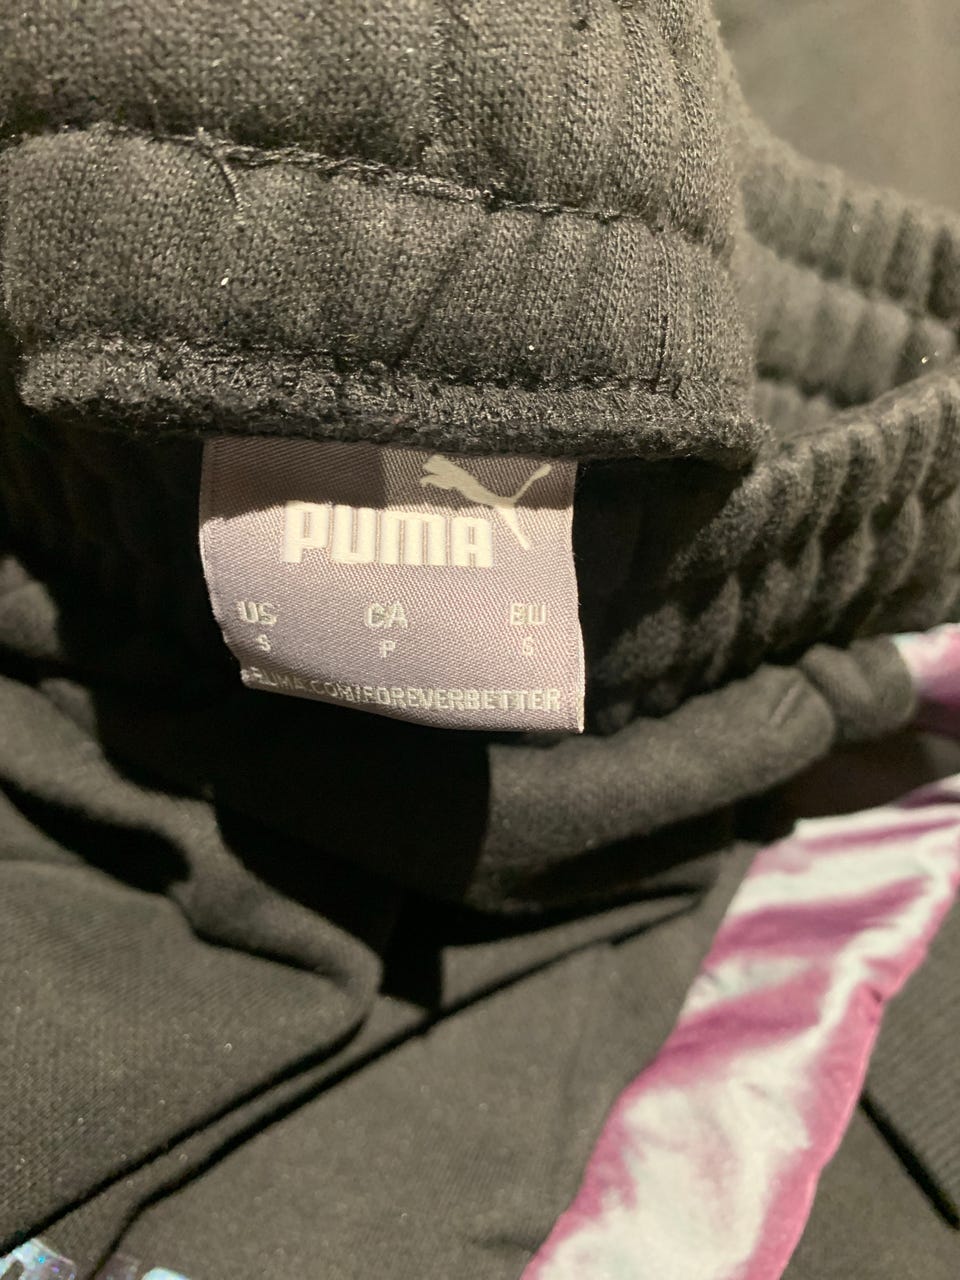 PUMA
US CA EU
S P S
PUMA.COM/FOREVERBETTER